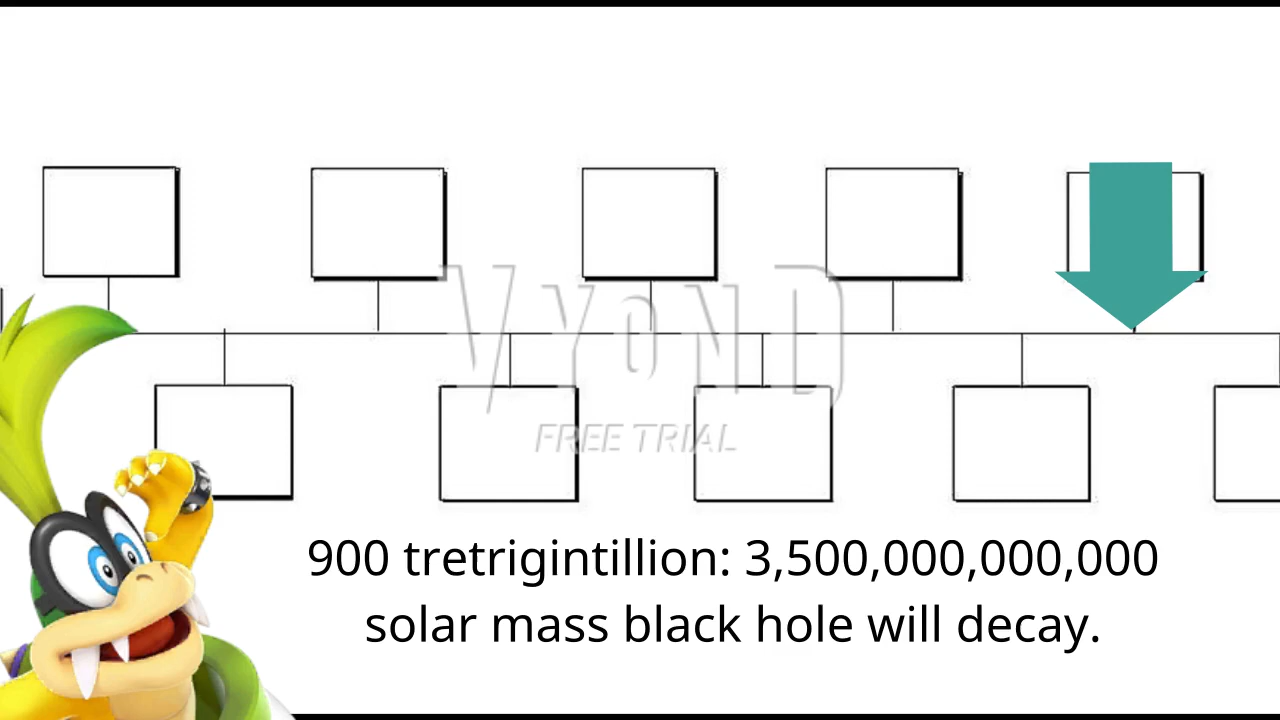 VYOND
FREE TRIAL
900 tretrigintillion: 3,500,000,000,000
solar mass black hole will decay.